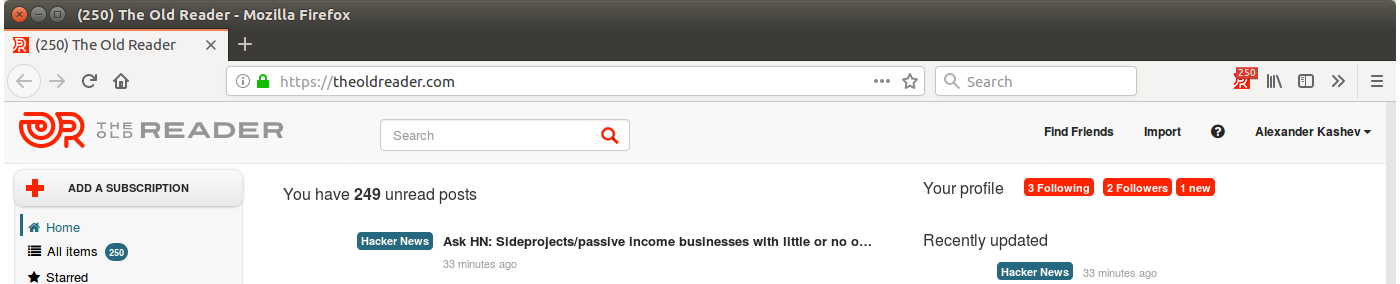 (250) The Old Reader - Mozilla Firefox
(250) The Old Reader
https://theoldreader.com
Search
250
THE OLD READER
Search
Find Friends
Import
?
Alexander Kashev
ADD A SUBSCRIPTION
Home
All items 250
Starred
You have 249 unread posts
Hacker News Ask HN: Sideprojects/passive income businesses with little or no o…
33 minutes ago
Your profile 3 Following 2 Followers 1 new
Recently updated
Hacker News 33 minutes ago